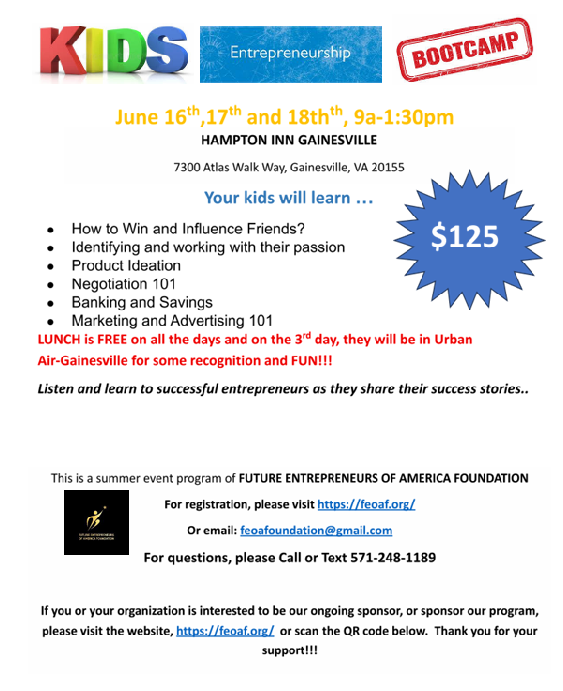 KIDS
Entrepreneurship
BOOTCAMP
June 16th,17th and 18thth, 9a-1:30pm
HAMPTON INN GAINESVILLE
7300 Atlas Walk Way, Gainesville, VA 20155
Your kids will learn ...
$125
• How to Win and Influence Friends?
• Identifying and working with their passion
• Product Ideation
• Negotiation 101
• Banking and Savings
• Marketing and Advertising 101
LUNCH is FREE on all the days and on the 3rd day, they will be in Urban
Air-Gainesville for some recognition and FUN!!!
Listen and learn to successful entrepreneurs as they share their success stories..
This is a summer event program of FUTURE ENTREPRENEURS OF AMERICA FOUNDATION
FUTURE ENTREPRENEURS
OF AMERICA FOUNDATION
For registration, please visit https://feoaf.org/
Or email: feoafoundation@gmail.com
For questions, please Call or Text 571-248-1189
If you or your organization is interested to be our ongoing sponsor, or sponsor our program,
please visit the website, https://feoaf.org/ or scan the QR code below. Thank you for your
support!!!